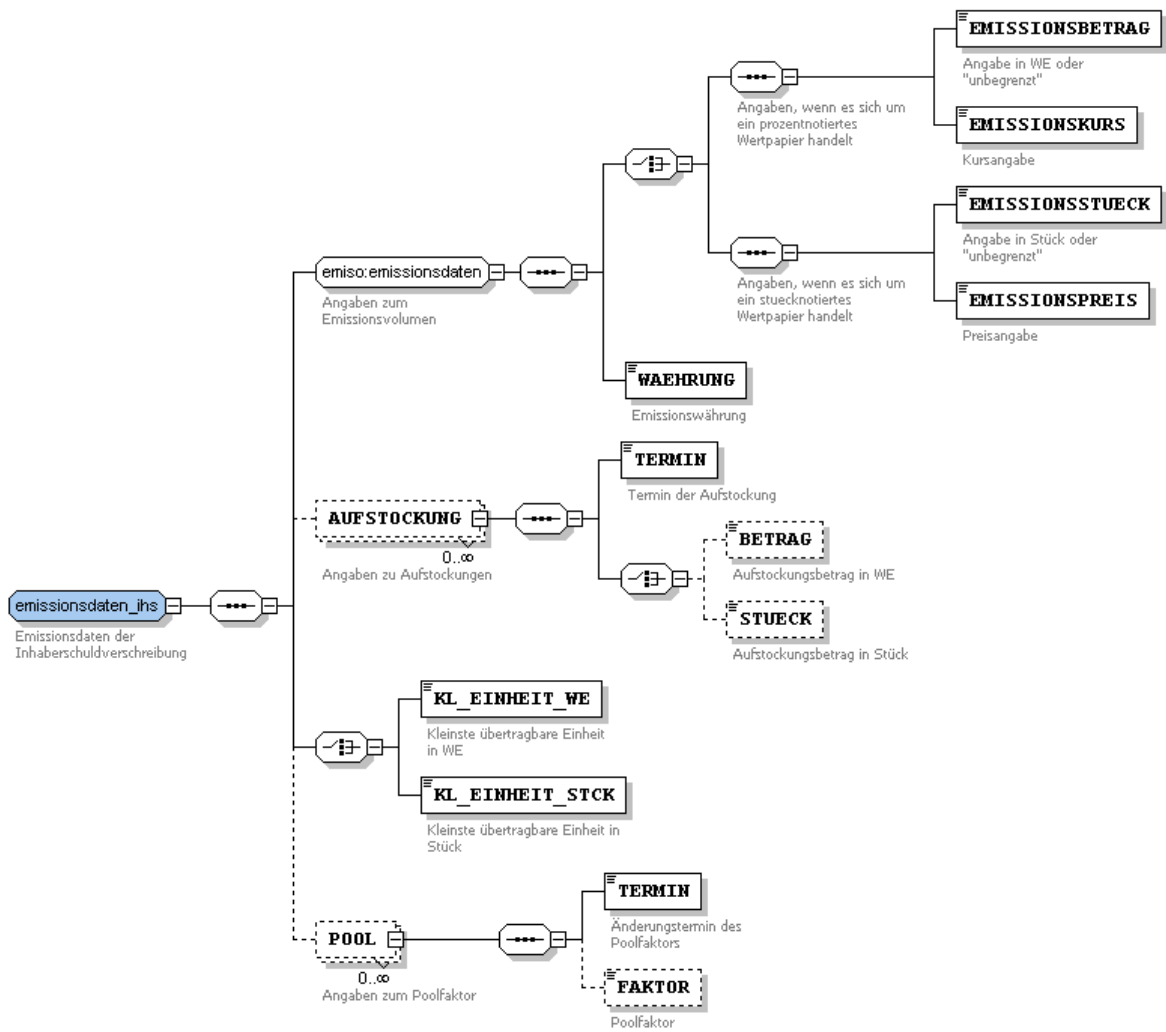 EMISSIONSBETRAG
Angabe in WE oder
"unbegrenzt"
Angaben, wenn es sich um
ein prozentnotiertes
Wertpapier handelt
EMISSIONSKURS
Kursangabe
EMISSIONSSTUECK
Angabe in Stück oder
"unbegrenzt"
Angaben, wenn es sich um
ein stuecknotiertes
Wertpapier handelt
EMISSIONSPREIS
Preisangabe
emiso:emissionsdaten
Angaben zum
Emissionsvolumen
WAEHRUNG
Emissionswährung
TERMIN
Termin der Aufstockung
AUFSTOCKUNG
0..∞
Angaben zu Aufstockungen
BETRAG
Aufstockungsbetrag in WE
STUECK
Aufstockungsbetrag in Stück
emissionsdaten_ihs
Emissionsdaten der
Inhaberschuldverschreibung
KL_EINHEIT_WE
Kleinste übertragbare Einheit
in WE
KL_EINHEIT_STCK
Kleinste übertragbare Einheit in
Stück
TERMIN
Änderungstermin des
Poolfaktors
POOL
0..∞
Angaben zum Poolfaktor
FAKTOR
Poolfaktor